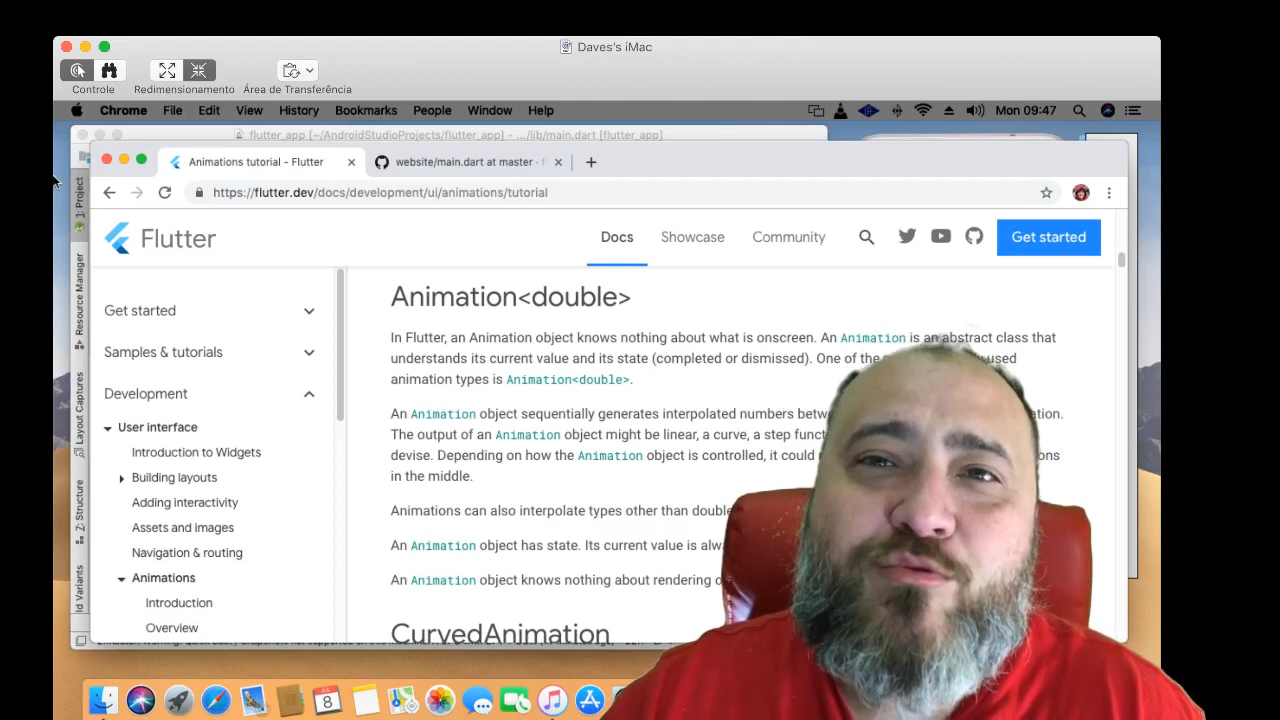 Daves's iMac
Controle
Redimensionamento
Área de Transferência
Chrome File Edit View History Bookmarks People Window Help Mon 09:47
flutter_app [~/AndroidStudioProjects/flutter_app] - .../lib/main.dart [flutter_app]
Animations tutorial - Flutter
website/main.dart at master ·
https://flutter.dev/docs/development/ui/animations/tutorial
1: Project
Resource Manager
Layout Captures
Z: Structure
ld Variants
Flutter
Docs Showcase Community Get started
Get started
Samples & tutorials
Development
User interface
Introduction to Widgets
Building layouts
Adding interactivity
Assets and images
Navigation & routing
Animations
Introduction
Overview
Animation<double>
In Flutter, an Animation object knows nothing about what is onscreen. An Animation is an abstract class that
understands its current value and its state (completed or dismissed). One of the used
animation types is Animation<double>.
An Animation object sequentially generates interpolated numbers
The output of an Animation object might be linear, a curve, a step
devise. Depending on how the Animation object is controlled, it could
in the middle.
Animations can also interpolate types other than double
An Animation object has state. Its current value is
An Animation object knows nothing about rendering
CurvedAnimation
8